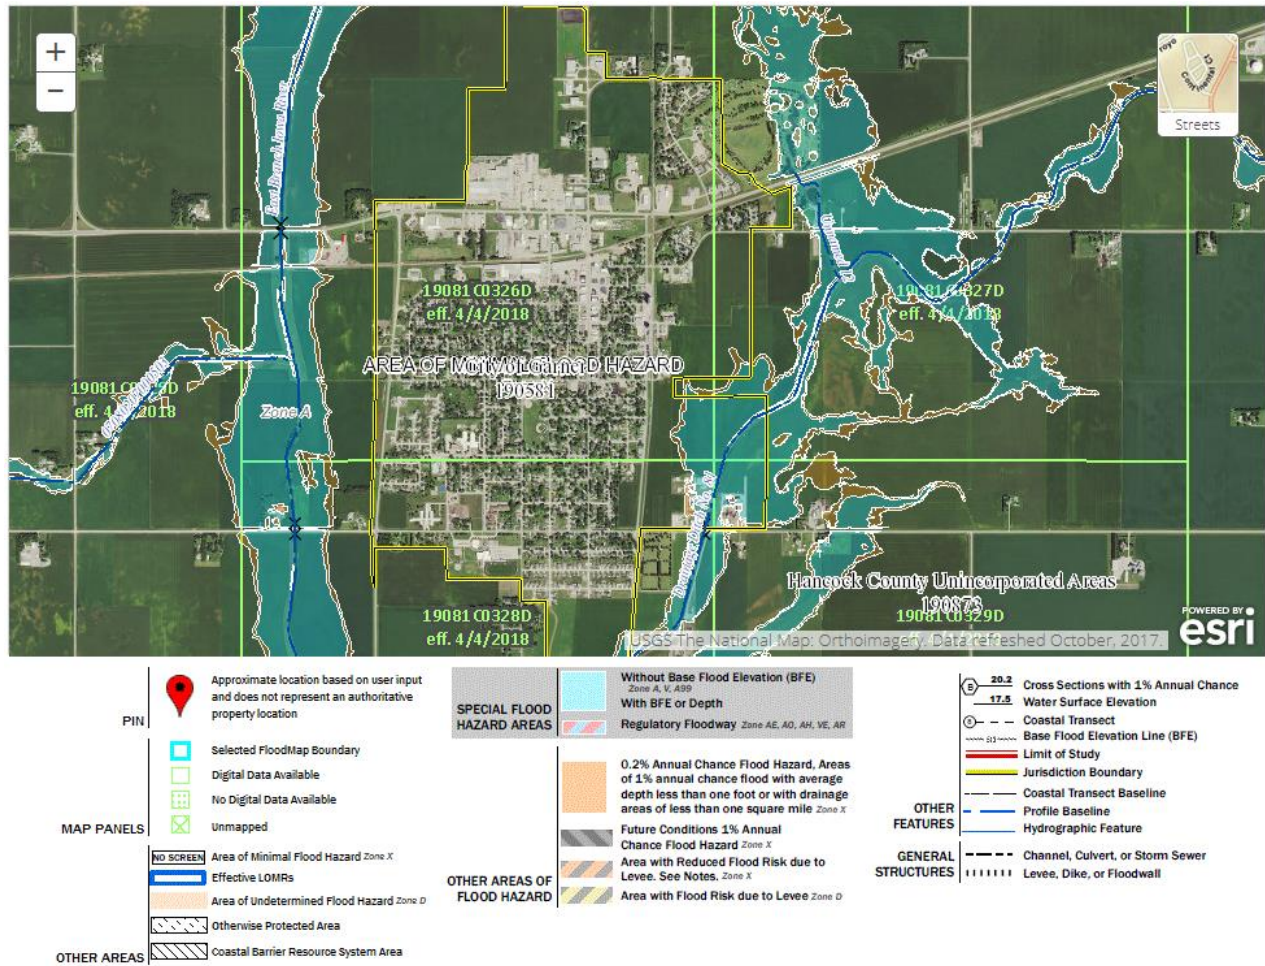 +
−
royo
Continental Ct
Streets
East Branch Iowa River
Unnamed 12
19081C0326D
eff. 4/4/2018
19081C0327D
eff. 4/4/2018
AREA OF MINIMAL FLOOD HAZARD
City of Garner
190581
eff. 4/4/2018
Zone A
Hancock County Unincorporated Areas
190873
19081C0328D
eff. 4/4/2018
19081C0329D
USGS The National Map: Orthoimagery. Data refreshed October, 2017.
POWERED BY
esri
PIN
Approximate location based on user input
and does not represent an authoritative
property location
MAP PANELS
Selected FloodMap Boundary
Digital Data Available
No Digital Data Available
Unmapped
OTHER AREAS
NO SCREEN Area of Minimal Flood Hazard Zone X
Effective LOMRs
Area of Undetermined Flood Hazard Zone D
Otherwise Protected Area
Coastal Barrier Resource System Area
SPECIAL FLOOD
HAZARD AREAS
Without Base Flood Elevation (BFE)
Zone A, V, A99
With BFE or Depth
Regulatory Floodway Zone AE, AO, AH, VE, AR
OTHER AREAS OF
FLOOD HAZARD
0.2% Annual Chance Flood Hazard, Areas
of 1% annual chance flood with average
depth less than one foot or with drainage
areas of less than one square mile Zone X
Future Conditions 1% Annual
Chance Flood Hazard Zone X
Area with Reduced Flood Risk due to
Levee. See Notes. Zone X
Area with Flood Risk due to Levee Zone D
OTHER
FEATURES
B 20.2 Cross Sections with 1% Annual Chance
17.5 Water Surface Elevation
8 Coastal Transect
513 Base Flood Elevation Line (BFE)
Limit of Study
Jurisdiction Boundary
Coastal Transect Baseline
Profile Baseline
Hydrographic Feature
GENERAL
STRUCTURES
Channel, Culvert, or Storm Sewer
Levee, Dike, or Floodwall